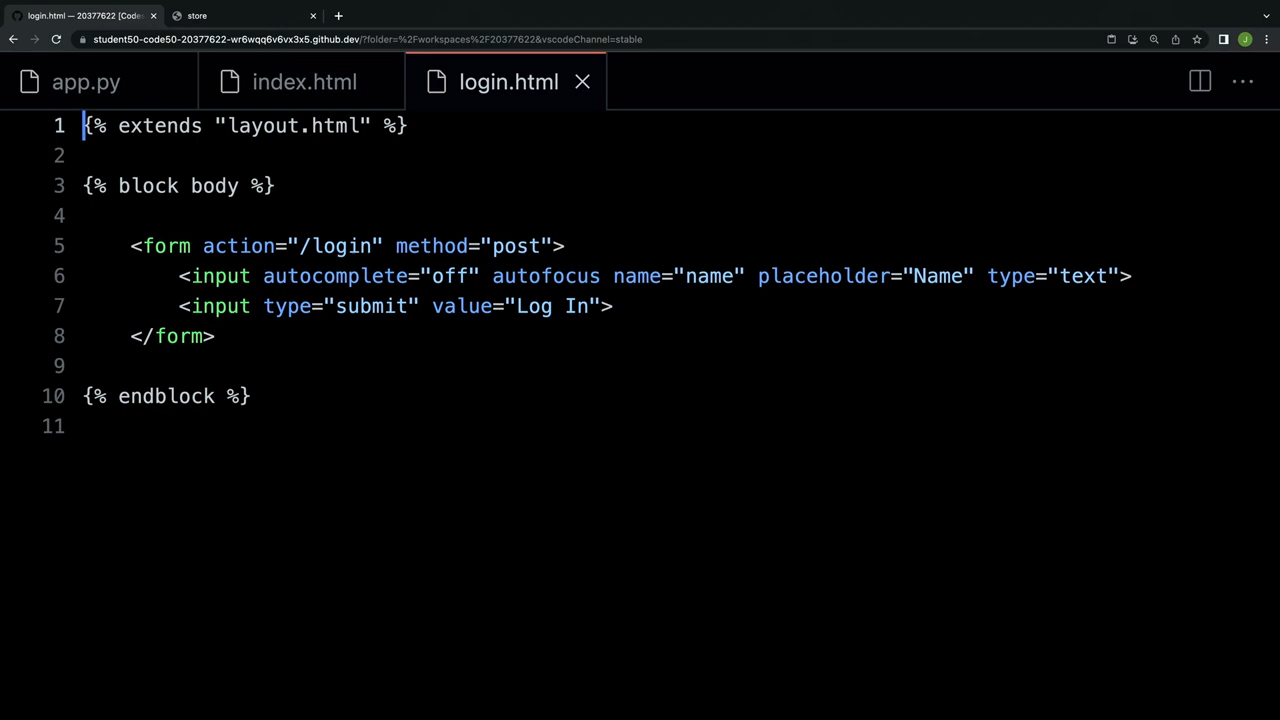 login.html — 20377622 [Codes
store
student50-code50-20377622-wr6wqq6v6vx3x5.github.dev/?folder=%2Fworkspaces%2F20377622&vscodeChannel=stable
J
app.py
index.html
login.html
1 {% extends "layout.html" %}
2
3 {% block body %}
4
5 <form action="/login" method="post">
6 <input autocomplete="off" autofocus name="name" placeholder="Name" type="text">
7 <input type="submit" value="Log In">
8 </form>
9
10 {% endblock %}
11